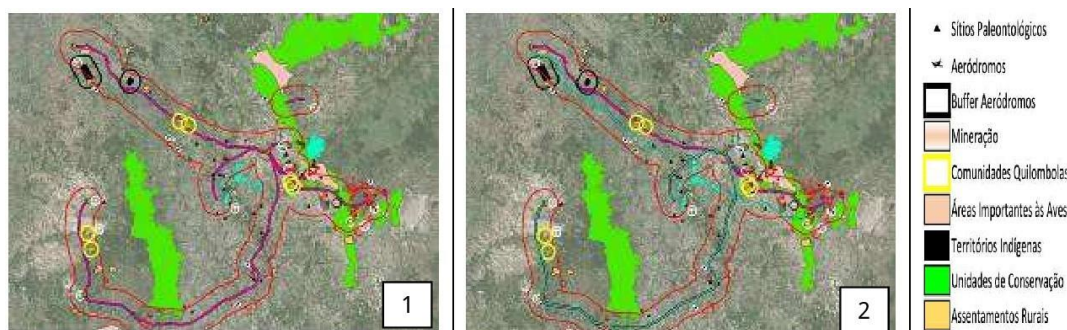 1
2
Sítios Paleontológicos
Aeródromos
Buffer Aeródromos
Mineração
Comunidades Quilombolas
Áreas Importantes às Aves
Territórios Indígenas
Unidades de Conservação
Assentamentos Rurais